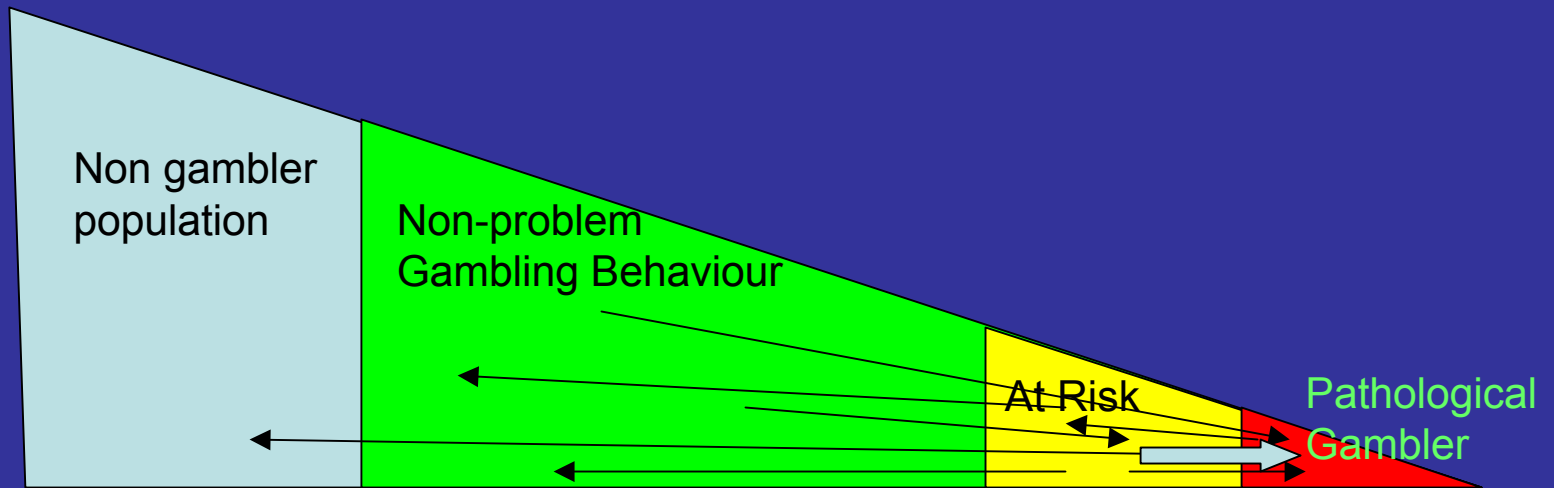 Non gambler
population
Non-problem
Gambling Behaviour
At Risk
Pathological
Gambler